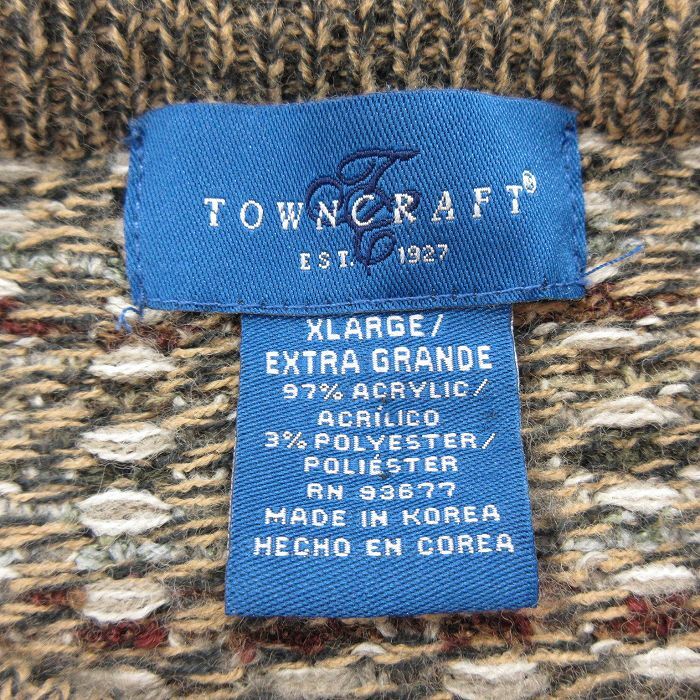 TOWNCRAFT®
EST. 1927
XLARGE/
EXTRA GRANDE
97% ACRYLIC/
ACRÍLICO
3% POLYESTER/
POLIÉSTER
RN 93677
MADE IN KOREA
HECHO EN COREA